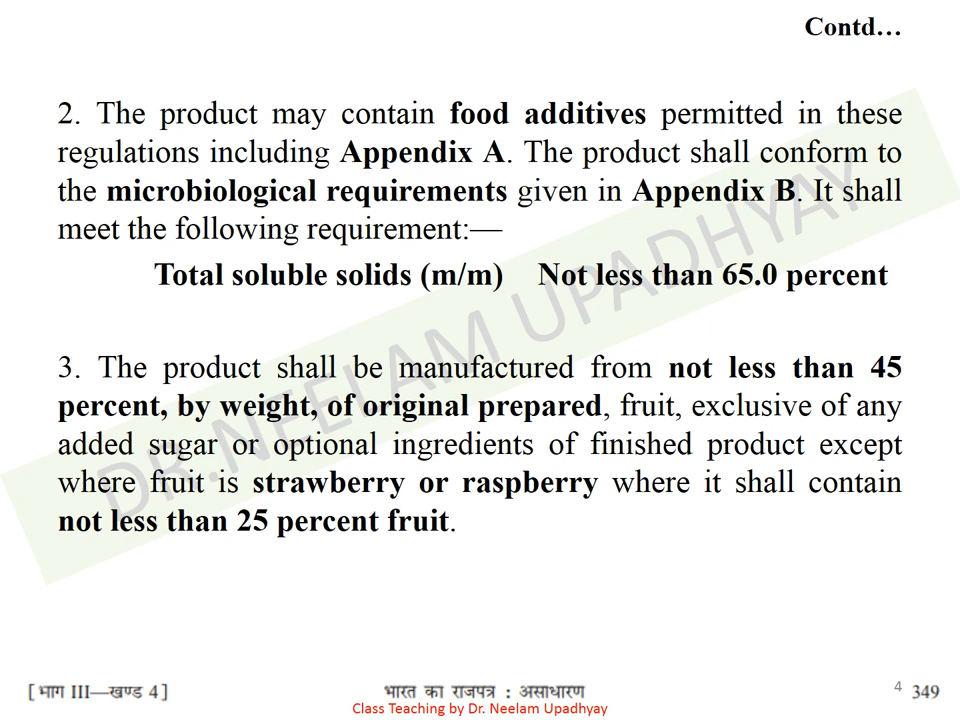 Contd…
2. The product may contain food additives permitted in these
regulations including Appendix A. The product shall conform to
the microbiological requirements given in Appendix B. It shall
meet the following requirement:—
Total soluble solids (m/m) Not less than 65.0 percent
3. The product shall be manufactured from not less than 45
percent, by weight, of original prepared, fruit, exclusive of any
added sugar or optional ingredients of finished product except
where fruit is strawberry or raspberry where it shall contain
not less than 25 percent fruit.
DR.NEELAM UPADHYAY
[भाग III—खण्ड 4] भारत का राजपत्र : असाधारण 4 349
Class Teaching by Dr. Neelam Upadhyay